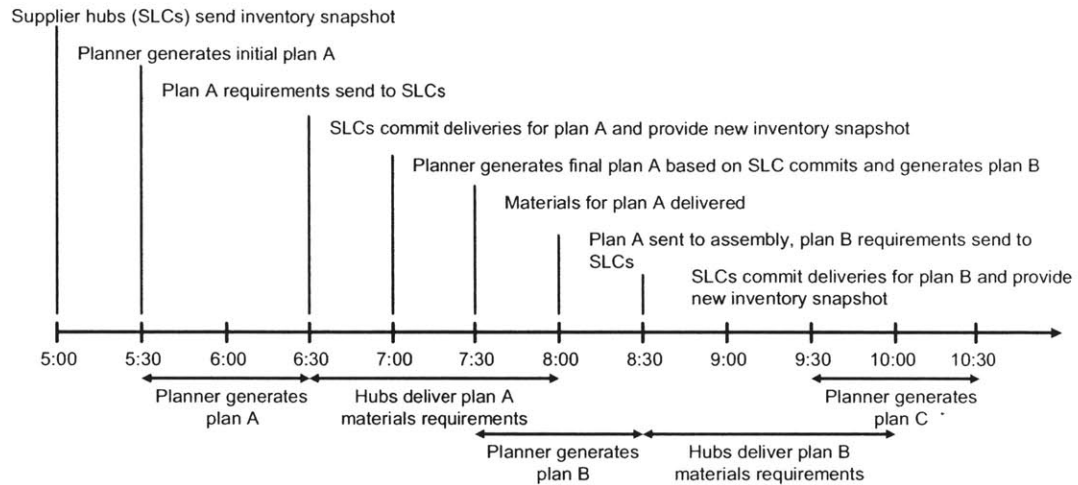 Supplier hubs (SLCs) send inventory snapshot
Planner generates initial plan A
Plan A requirements send to SLCs
SLCs commit deliveries for plan A and provide new inventory snapshot
Planner generates final plan A based on SLC commits and generates plan B
Materials for plan A delivered
Plan A sent to assembly, plan B requirements send to
SLCs
SLCs commit deliveries for plan B and provide
new inventory snapshot
5:00 5:30 6:00 6:30 7:00 7:30 8:00 8:30 9:00 9:30 10:00 10:30
Planner generates
plan A
Hubs deliver plan A
materials requirements
Planner generates
plan C
Planner generates
plan B
Hubs deliver plan B
materials requirements